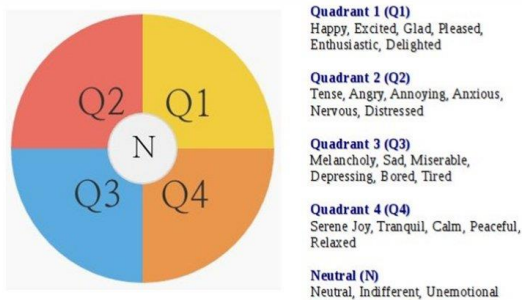 Q2 Q1
N
Q3 Q4
Quadrant 1 (Q1)
Happy, Excited, Glad, Pleased,
Enthusiastic, Delighted
Quadrant 2 (Q2)
Tense, Angry, Annoying, Anxious,
Nervous, Distressed
Quadrant 3 (Q3)
Melancholy, Sad, Miserable,
Depressing, Bored, Tired
Quadrant 4 (Q4)
Serene Joy, Tranquil, Calm, Peaceful,
Relaxed
Neutral (N)
Neutral, Indifferent, Unemotional